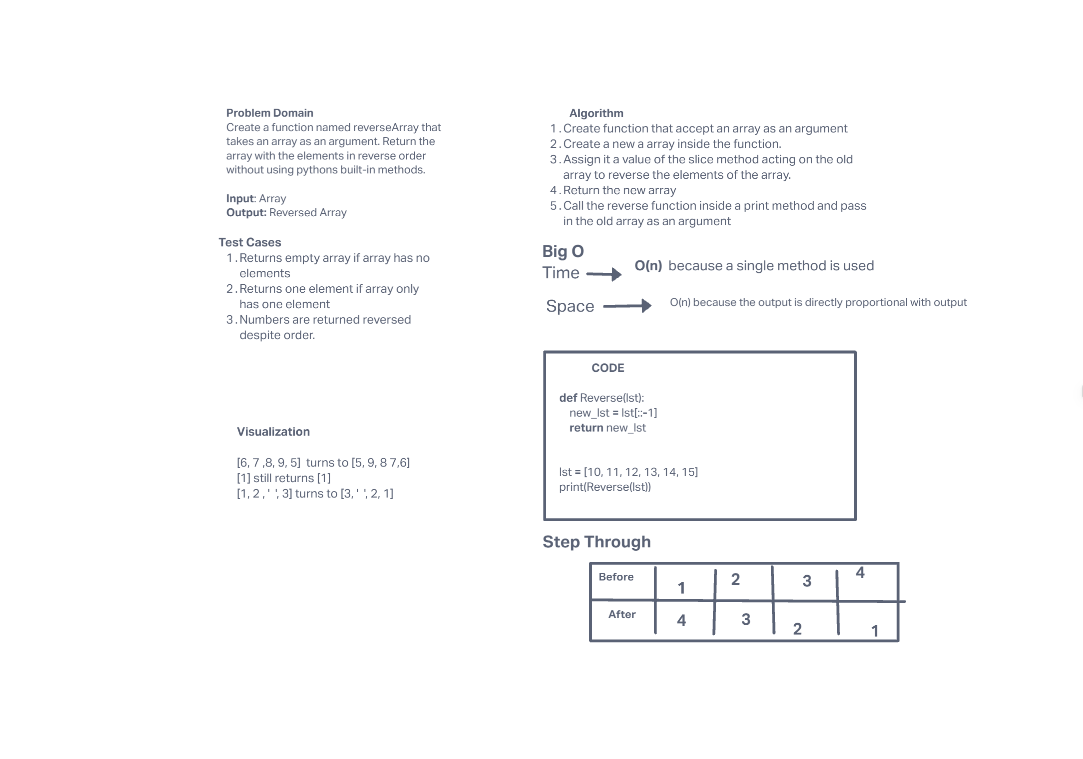 Problem Domain
Create a function named reverseArray that
takes an array as an argument. Return the
array with the elements in reverse order
without using pythons built-in methods.
Input: Array
Output: Reversed Array
Test Cases
1. Returns empty array if array has no
elements
2. Returns one element if array only
has one element
3. Numbers are returned reversed
despite order.
Visualization
[6, 7 ,8, 9, 5]  turns to [5, 9, 8 7,6]
[1] still returns [1]
[1, 2 , ' ', 3] turns to [3, ' ', 2, 1]
Algorithm
1. Create function that accept an array as an argument
2. Create a new a array inside the function.
3. Assign it a value of the slice method acting on the old
array to reverse the elements of the array.
4. Return the new array
5. Call the reverse function inside a print method and pass
in the old array as an argument
Big O
Time O(n) because a single method is used
Space O(n) because the output is directly proportional with output
CODE
def Reverse(lst):
new_lst = lst[::-1]
return new_lst
lst = [10, 11, 12, 13, 14, 15]
print(Reverse(lst))
Step Through
Before 1 2 3 4
After 4 3 2 1